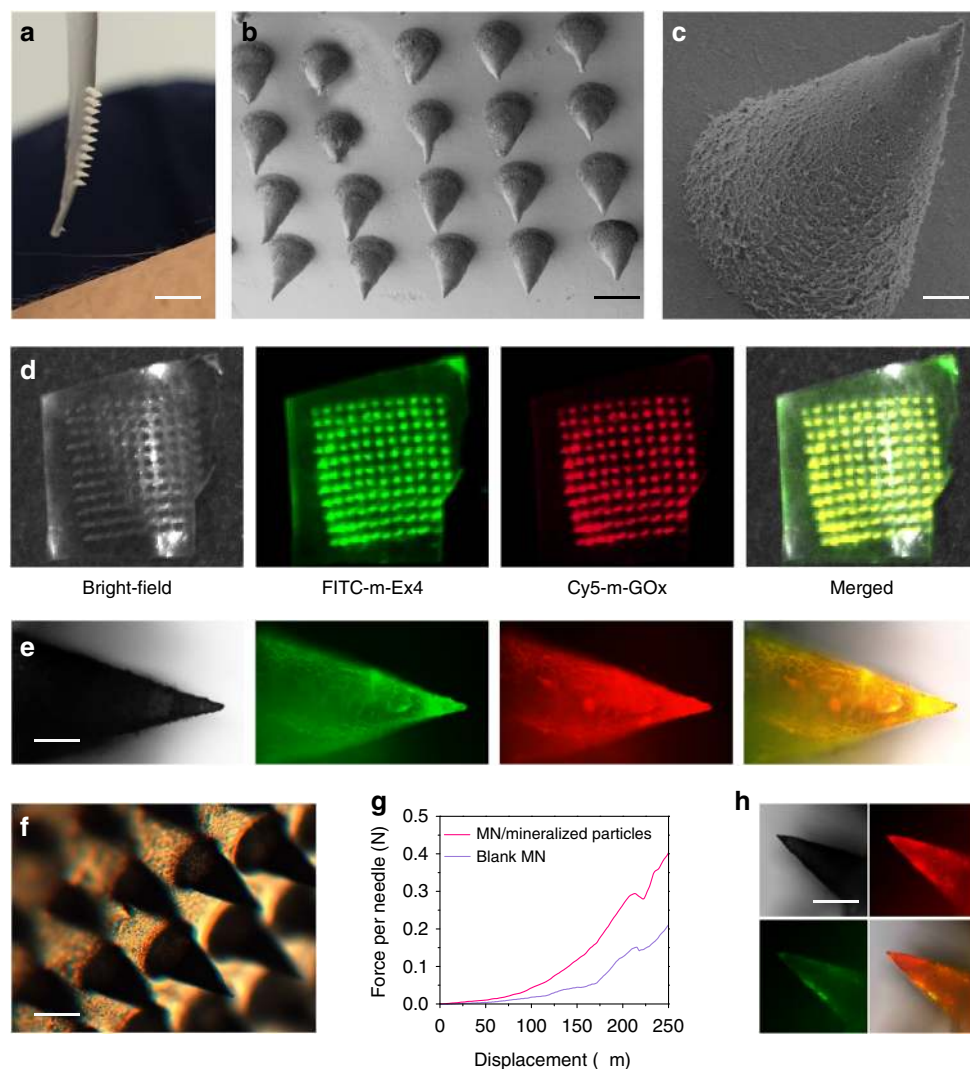 a
b
c
d
Bright-field
FITC-m-Ex4
Cy5-m-GOx
Merged
e
f
g
0.5
0.4
0.3
0.2
0.1
0.0
Force per needle (N)
MN/mineralized particles
Blank MN
0
50
100
150
200
250
Displacement ( m)
h